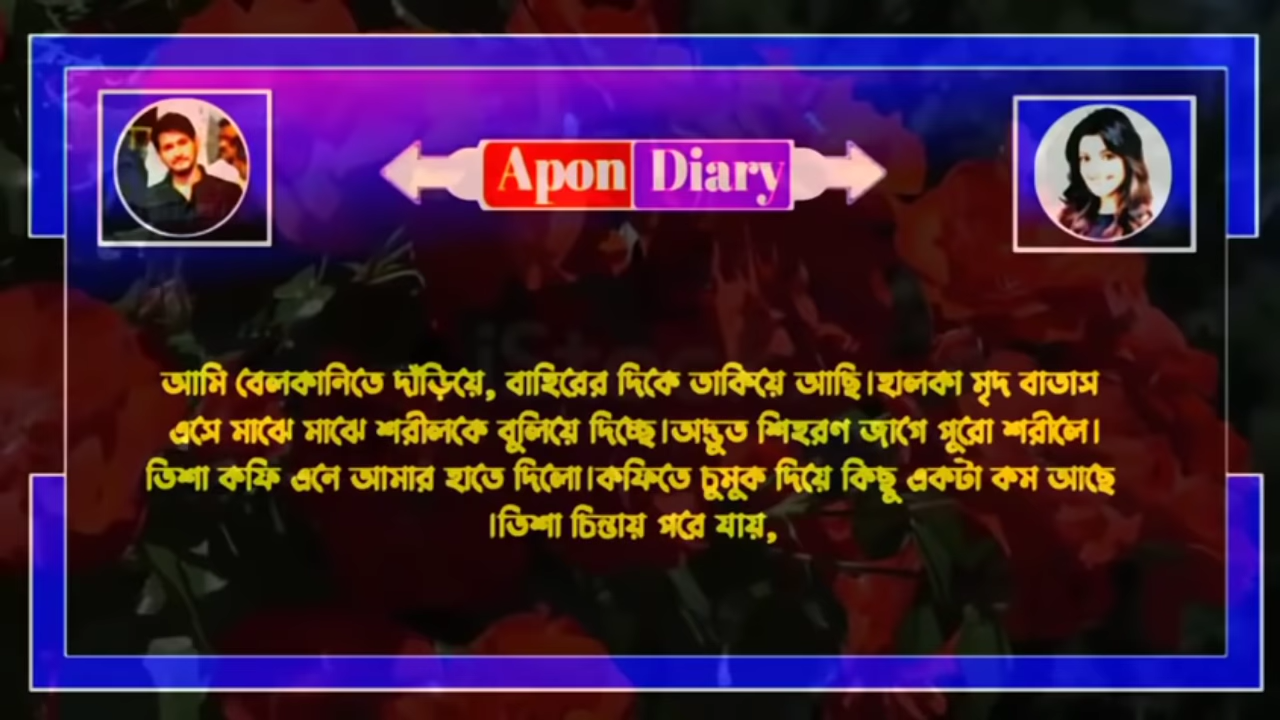 Apon Diary
আমি বেলকানিতে দাঁড়িয়ে, বাহিরের দিকে তাকিয়ে আছি।হালকা মৃদ বাতাস
এসে মাঝে মাঝে শরীলকে বুলিয়ে দিচ্ছে।অদ্ভুত শিহরণ জাগে পুরো শরীলে।
তিশা কফি এনে আমার হাতে দিলো।কফিতে চুমুক দিয়ে কিছু একটা কম আছে
।তিশা চিন্তায় পরে যায়,